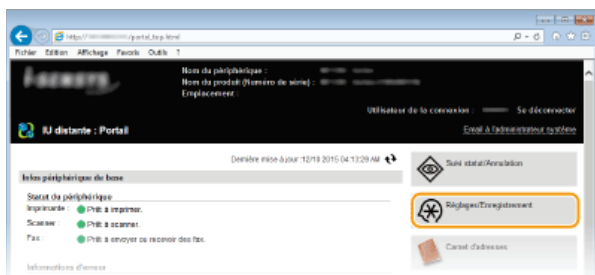 http:// /portal_top.html
Fichier Edition Affichage Favoris Outils ?
Nom du périphérique :
Nom du produit (Numéro de série) :
Emplacement :
Utilisateur de la connexion : Se déconnecter
IU distante : Portail
Email à l'administrateur système
Dernière mise à jour :12/18 2015 04:13:29 AM
Suivi statut/Annulation
Infos périphérique de base
Statut du périphérique
Imprimante : Prêt à imprimer.
Réglages/Enregistrement
Scanner : Prêt à scanner.
Fax : Prêt à envoyer ou recevoir des fax.
Carnet d'adresses
Informations d'erreur